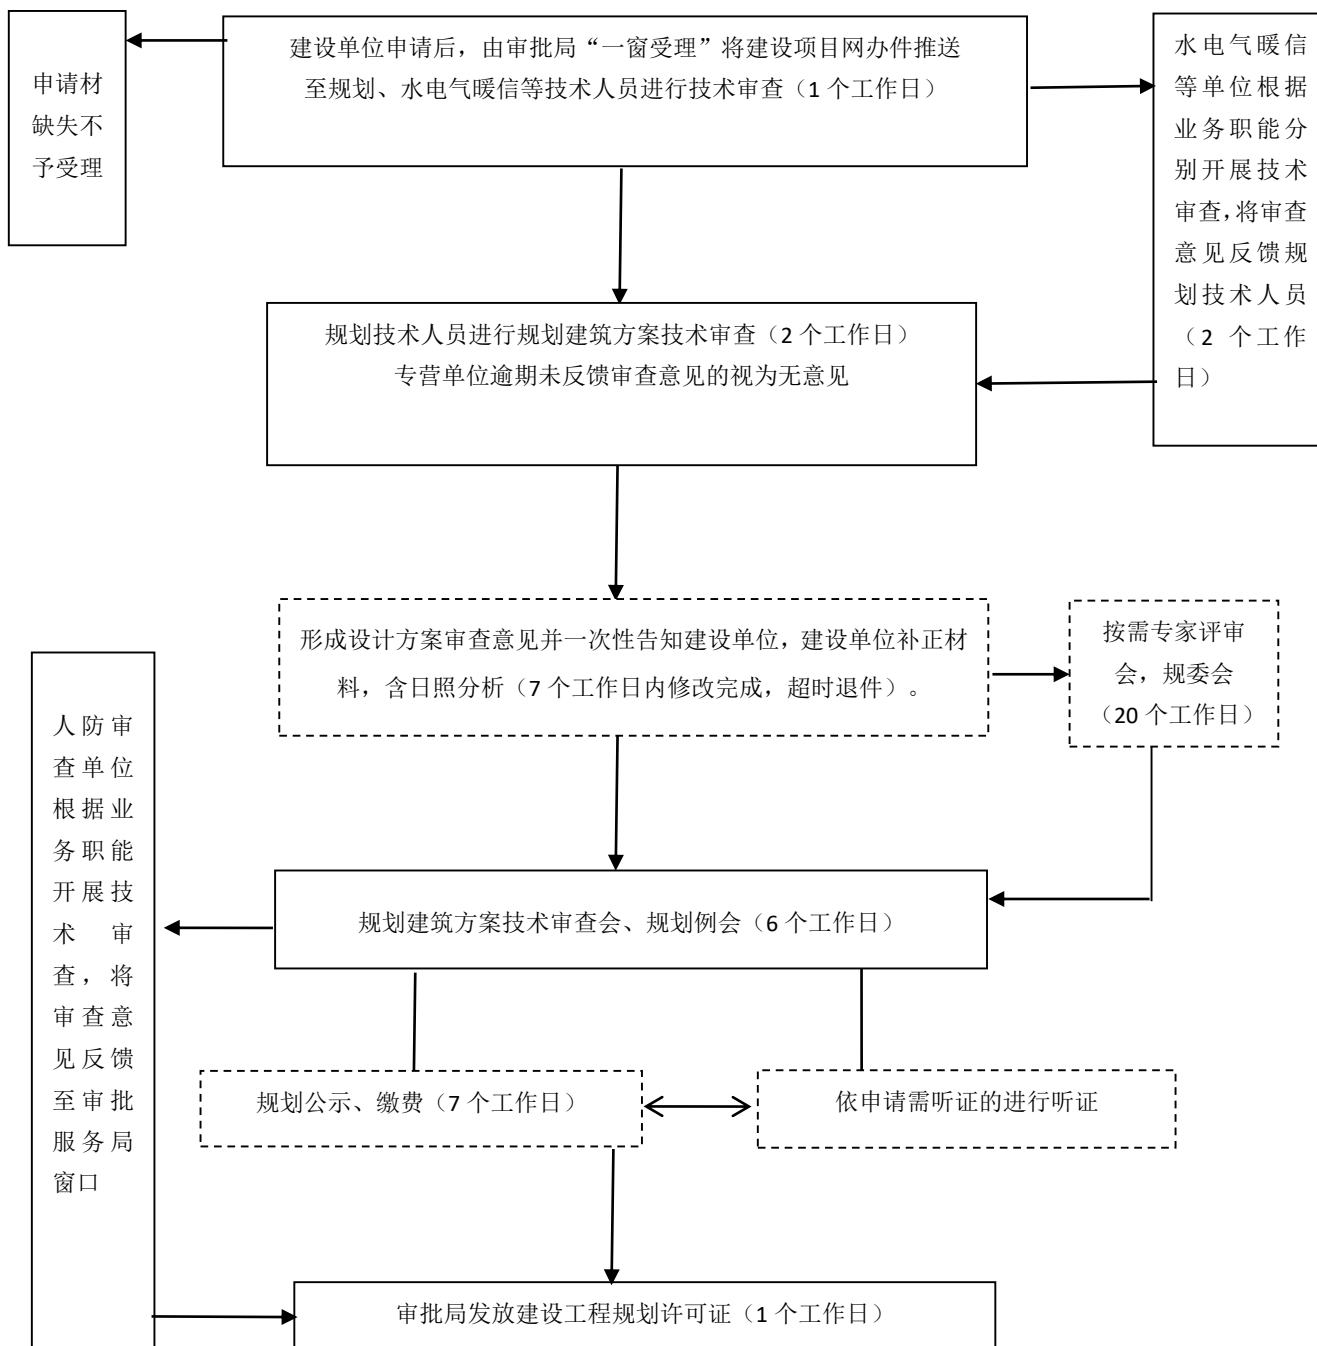 建设单位申请后，由审批局“一窗受理”将建设项目网办件推送
至规划、水电气暖信等技术人员进行技术审查（1 个工作日）
申请材
缺失不
予受理
水电气暖信
等单位根据
业务职能分
别开展技术
审查，将审查
意见反馈规
划技术人员
（2 个工作
日）
规划技术人员进行规划建筑方案技术审查（2 个工作日）
专营单位逾期未反馈审查意见的视为无意见
形成设计方案审查意见并一次性告知建设单位，建设单位补正材
料，含日照分析（7 个工作日内修改完成，超时退件）。
按需专家评审
会，规委会
（20 个工作日）
人防审
查单位
根据业
务职能
开展技
术审
查，将
审查意
见反馈
至审批
服务局
窗口
规划建筑方案技术审查会、规划例会（6 个工作日）
规划公示、缴费（7 个工作日）
依申请需听证的进行听证
审批局发放建设工程规划许可证（1 个工作日）